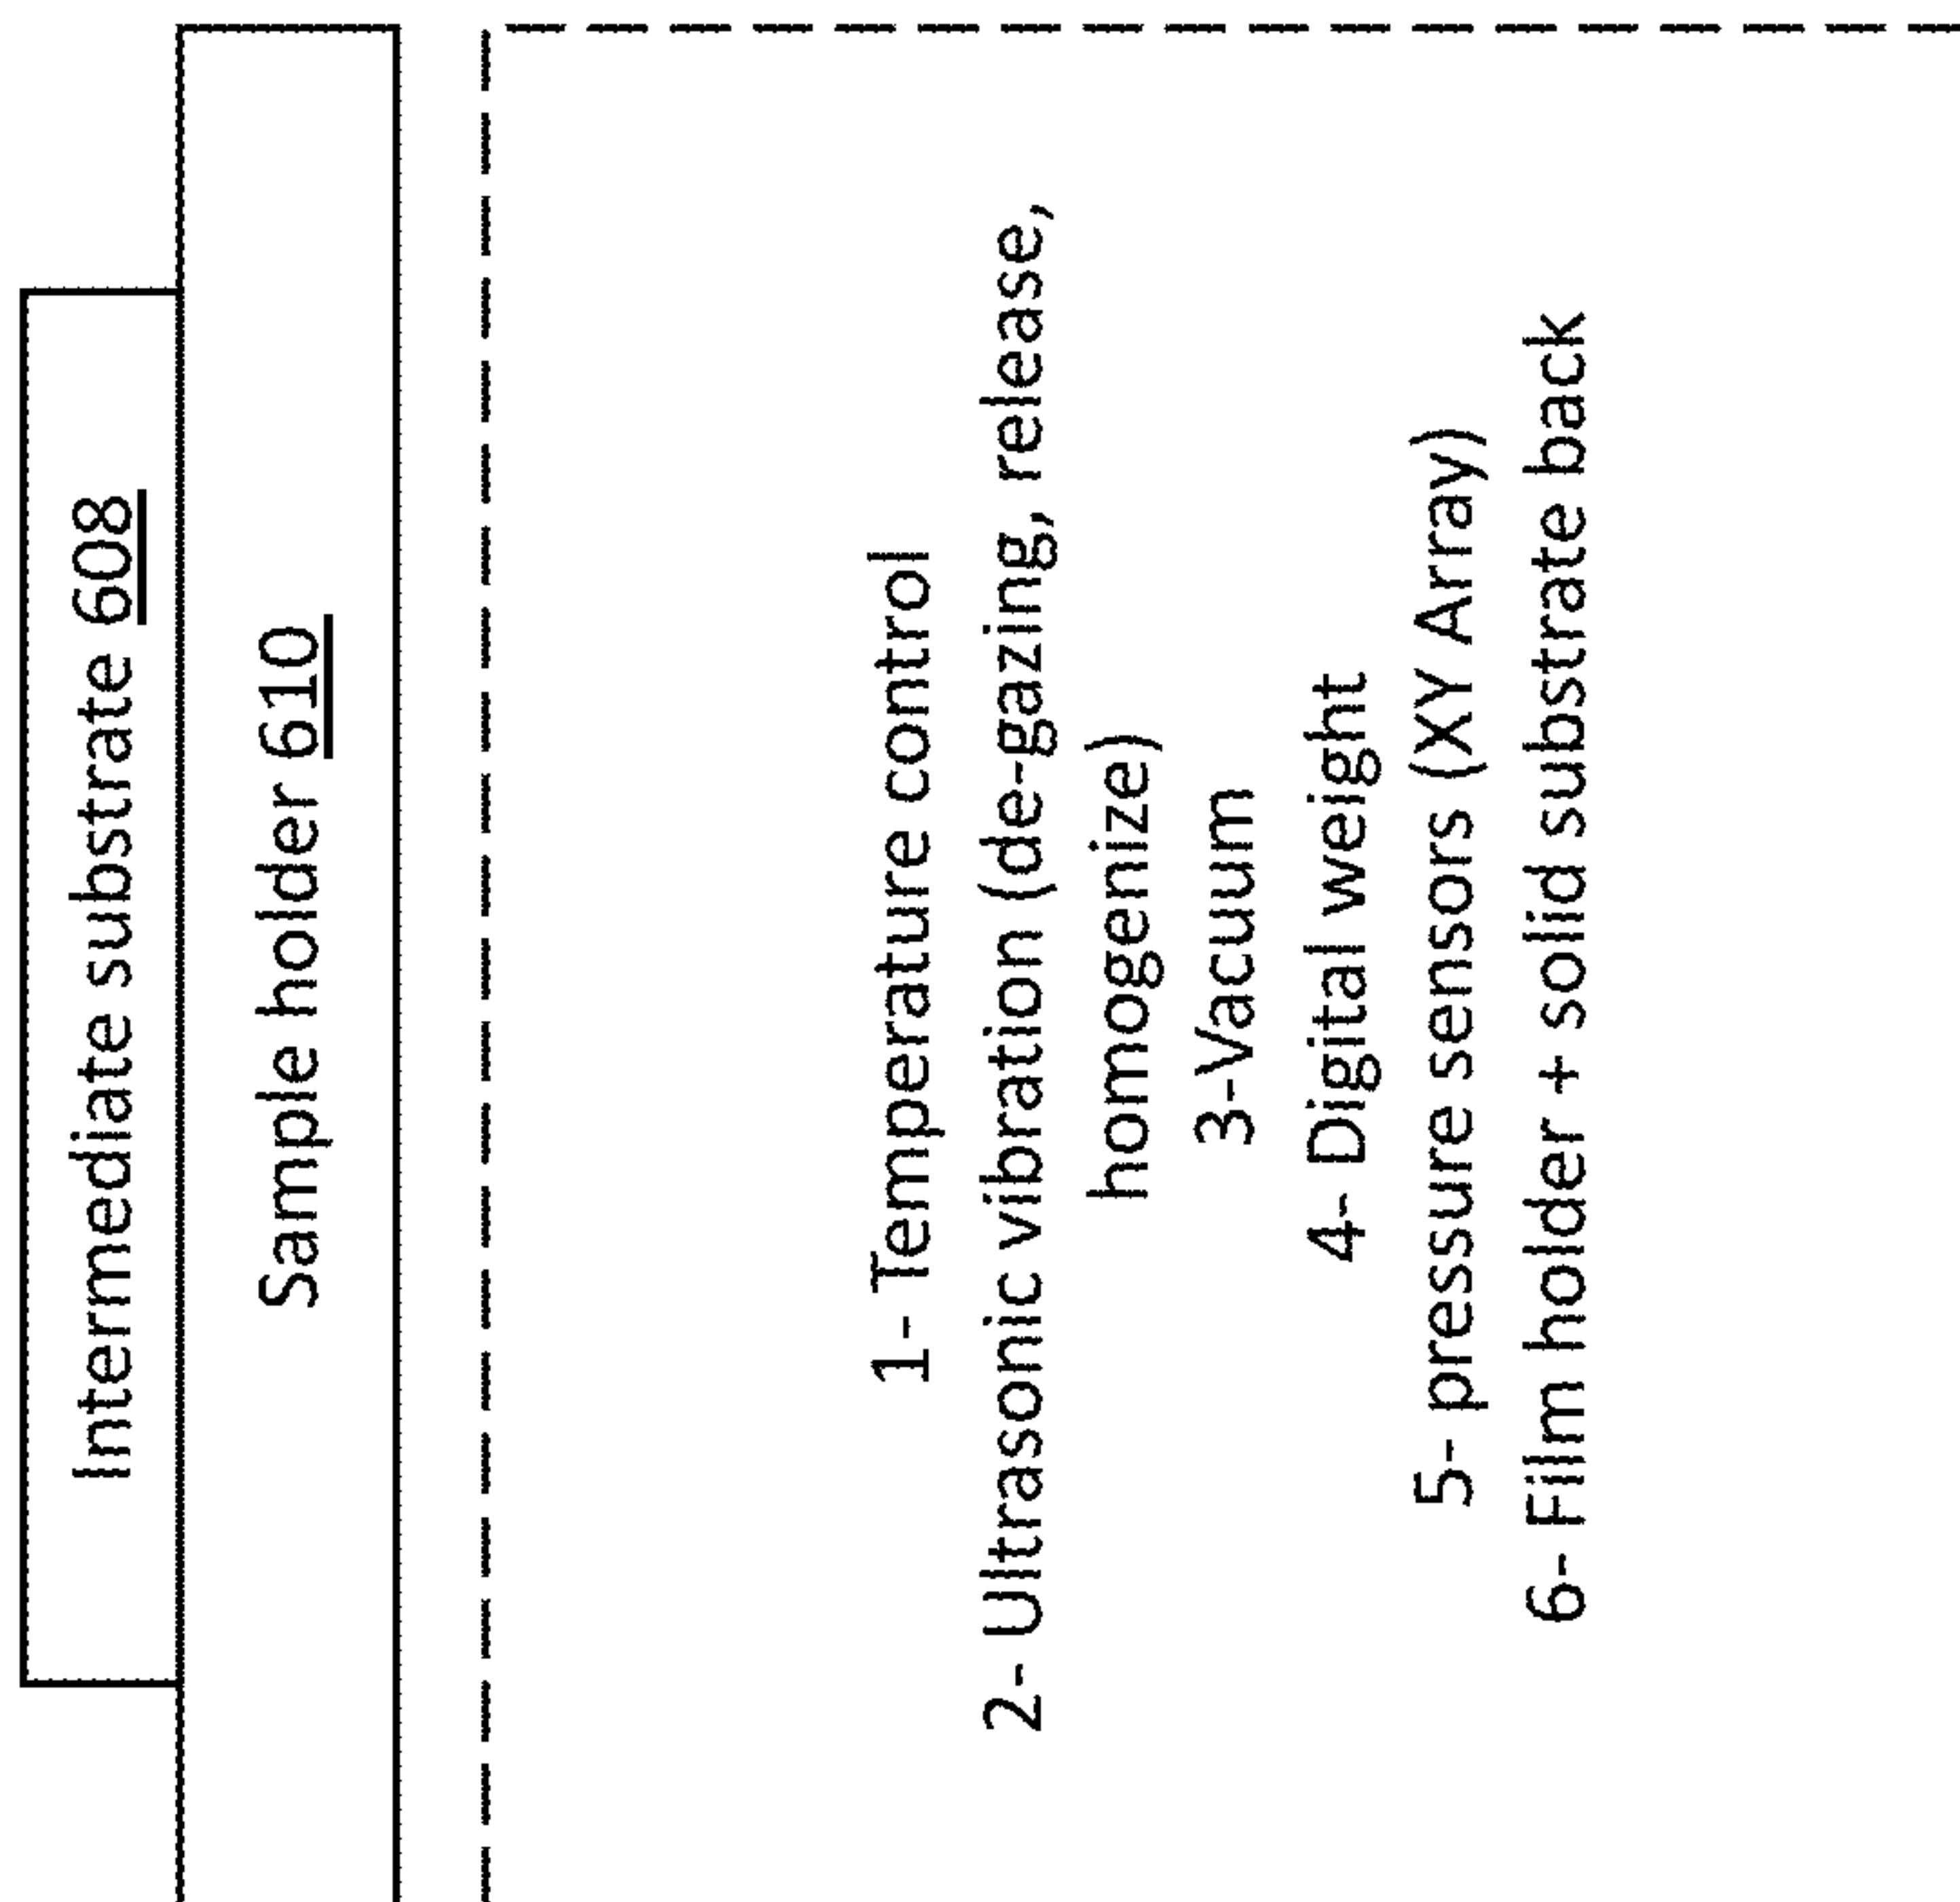 Intermediate substrate 608
Sample holder 610
1- Temperature control
2- Ultrasonic vibration (de-gazing, release,
homogenize)
3-Vacuum
4- Digital weight
5- pressure sensors (XY Array)
6- Film holder + solid substrate back